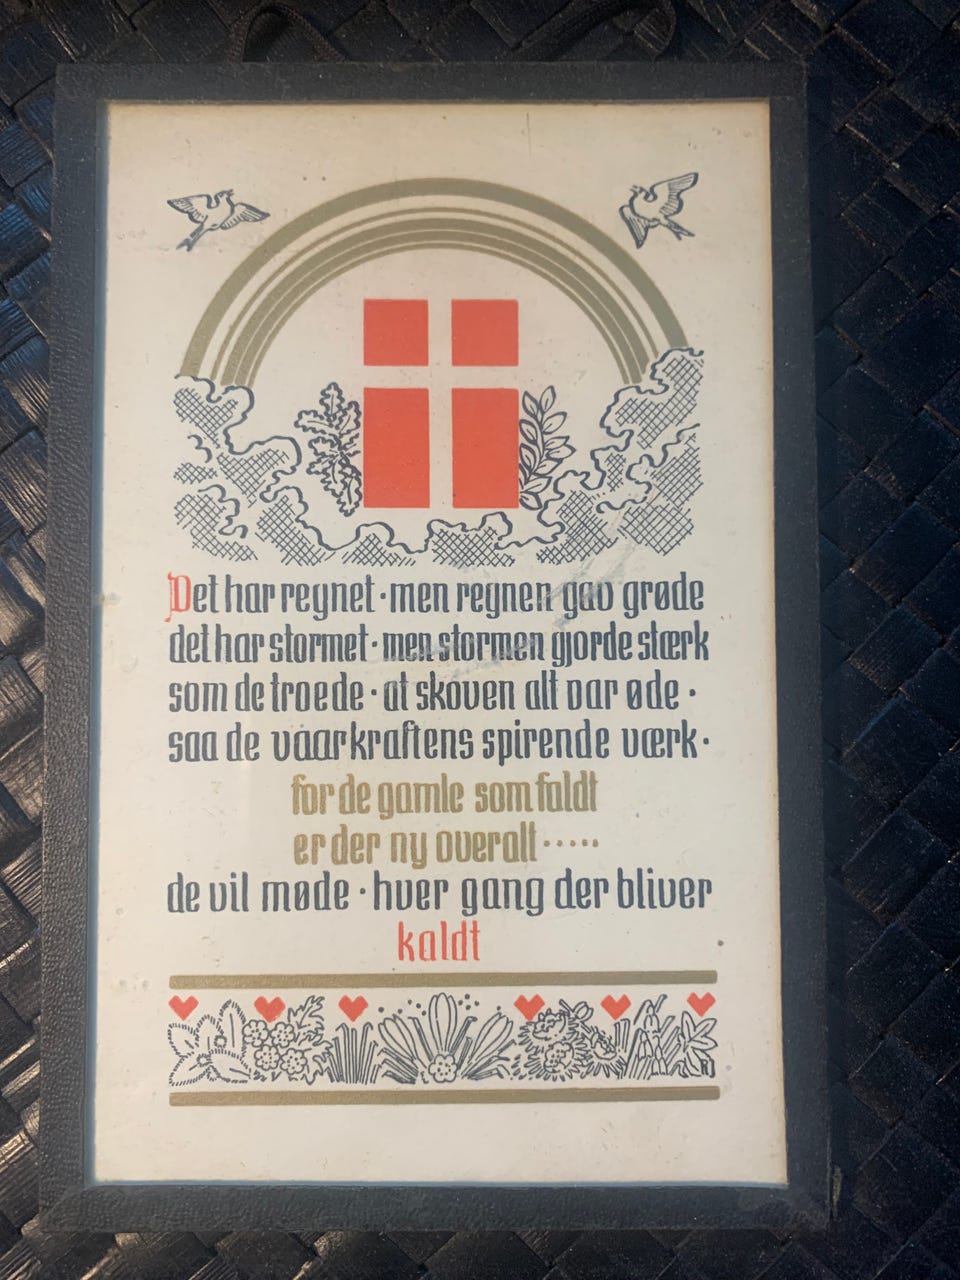 Det har regnet · men regnen gav grøde
det har stormet · men stormen gjorde stærk
som de troede · at skoven alt var øde ·
saa de vaarkraftens spirende værk ·
for de gamle som faldt
er der ny overalt · · · · ·
de vil møde · hver gang der bliver
kaldt